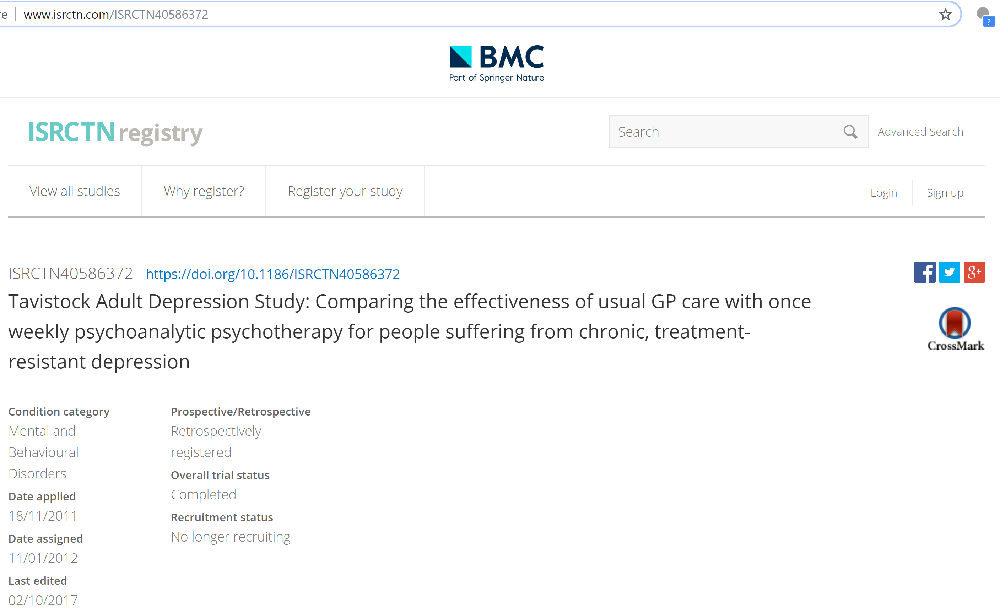 re www.isrctn.com/ISRCTN40586372
?
BMC
Part of Springer Nature
ISRCTN registry
Search
Advanced Search
View all studies
Why register?
Register your study
Login
Sign up
ISRCTN40586372 https://doi.org/10.1186/ISRCTN40586372
f
g+
Tavistock Adult Depression Study: Comparing the effectiveness of usual GP care with once
weekly psychoanalytic psychotherapy for people suffering from chronic, treatment-
resistant depression
CrossMark
Condition category
Mental and
Behavioural
Disorders
Date applied
18/11/2011
Date assigned
11/01/2012
Last edited
02/10/2017
Prospective/Retrospective
Retrospectively
registered
Overall trial status
Completed
Recruitment status
No longer recruiting